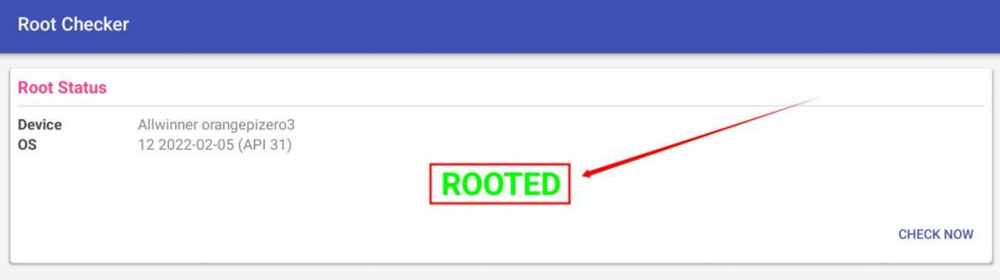 Root Checker
Root Status
Device Allwinner orangepizero3
OS 12 2022-02-05 (API 31)
ROOTED
CHECK NOW